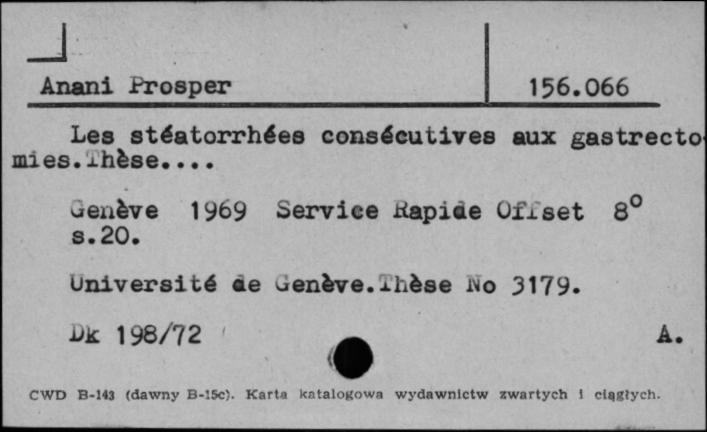 Anani Prosper 156.066
Les stéatorrhées consécutives aux gastrecto-
mies.Thèse....
Genève 1969 Service Rapide Offset 8°
s.20.
Université de Genève.Thèse No 3179.
Dk 198/72 A.
CWD B-143 (dawny B-15c). Karta katalogowa wydawnictw zwartych i ciągłych.